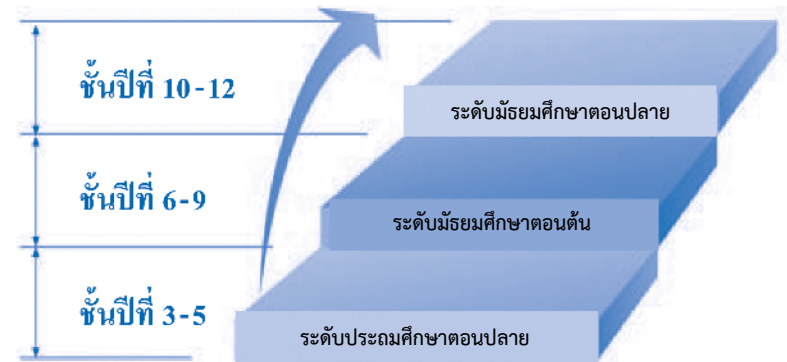 ชั้นปีที่ 10-12
ระดับมัธยมศึกษาตอนปลาย
ชั้นปีที่ 6-9
ระดับมัธยมศึกษาตอนต้น
ชั้นปีที่ 3-5
ระดับประถมศึกษาตอนปลาย